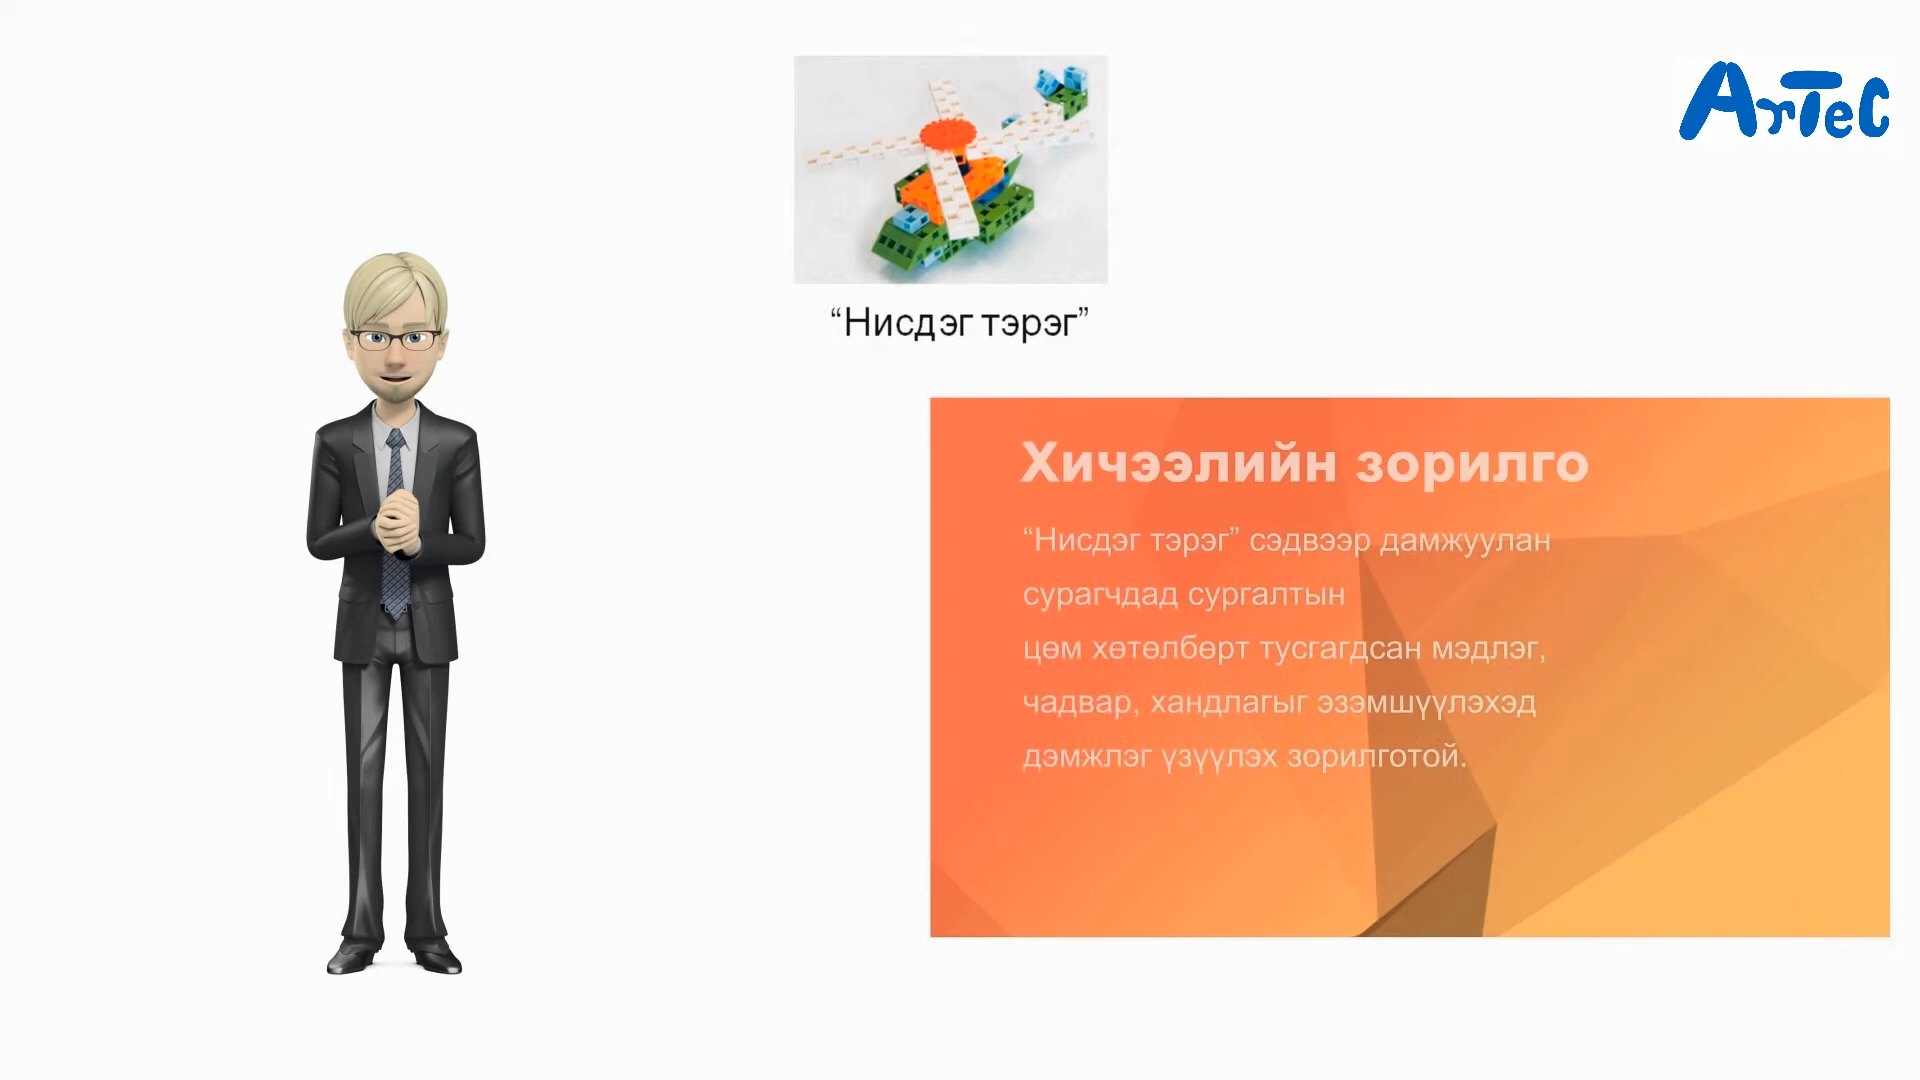 ArTeC
“Нисдэг тэрэг”
Хичээлийн зорилго
“Нисдэг тэрэг” сэдвээр дамжуулан
сурагчдад сургалтын
цөм хөтөлбөрт тусгагдсан мэдлэг,
чадвар, хандлагыг эзэмшүүлэхэд
дэмжлэг үзүүлэх зорилготой.